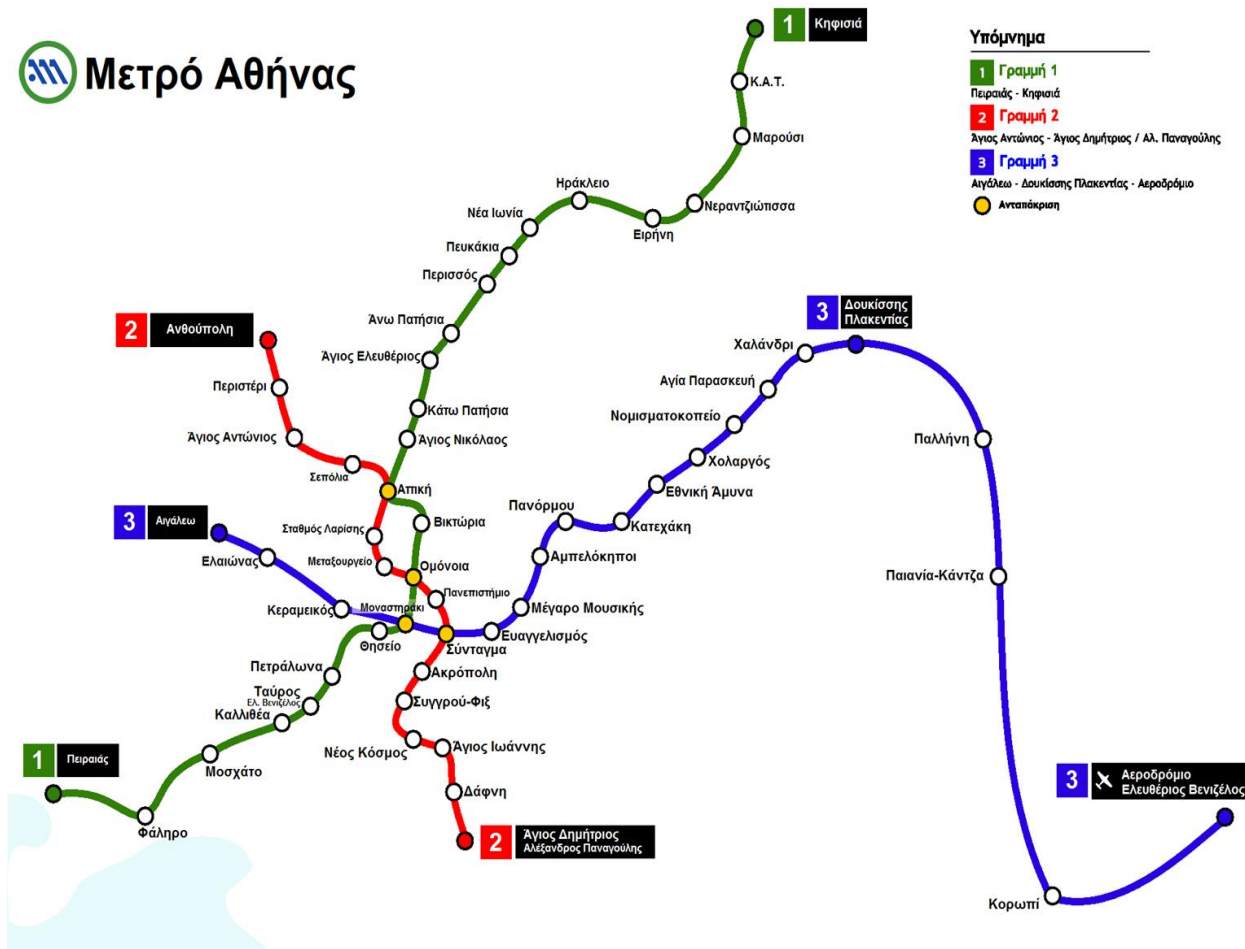 Μετρό Αθήνας
1 Κηφισιά
Κ.Α.Τ.
Μαρούσι
Νεραντζιώτισσα
Ειρήνη
Ηράκλειο
Νέα Ιωνία
Πευκάκια
Περισσός
Άνω Πατήσια
Άγιος Ελευθέριος
Κάτω Πατήσια
Άγιος Νικόλαος
Αττική
Βικτώρια
Ομόνοια
Μοναστηράκι
Θησείο
Πετράλωνα
Ταύρος
Ελ. Βενιζέλος
Καλλιθέα
Μοσχάτο
Φάληρο
1 Πειραιάς
2 Ανθούπολη
Περιστέρι
Άγιος Αντώνιος
Σεπόλια
Σταθμός Λαρίσης
Μεταξουργείο
Πανεπιστήμιο
Σύνταγμα
Ακρόπολη
Συγγρού-Φιξ
Νέος Κόσμος
Άγιος Ιωάννης
Δάφνη
2 Άγιος Δημήτριος
Αλέξανδρος Παναγούλης
3 Αιγάλεω
Ελαιώνας
Κεραμεικός
Ευαγγελισμός
Μέγαρο Μουσικής
Αμπελόκηποι
Πανόρμου
Κατεχάκη
Εθνική Άμυνα
Χολαργός
Νομισματοκοπείο
Αγία Παρασκευή
Χαλάνδρι
3 Δουκίσσης
Πλακεντίας
Παλλήνη
Παιανία-Κάντζα
Κορωπί
3 Αεροδρόμιο
Ελευθέριος Βενιζέλος
Υπόμνημα
1 Γραμμή 1
Πειραιάς - Κηφισιά
2 Γραμμή 2
Άγιος Αντώνιος - Άγιος Δημήτριος / Αλ. Παναγούλης
3 Γραμμή 3
Αιγάλεω - Δουκίσσης Πλακεντίας - Αεροδρόμιο
Ανταπόκριση